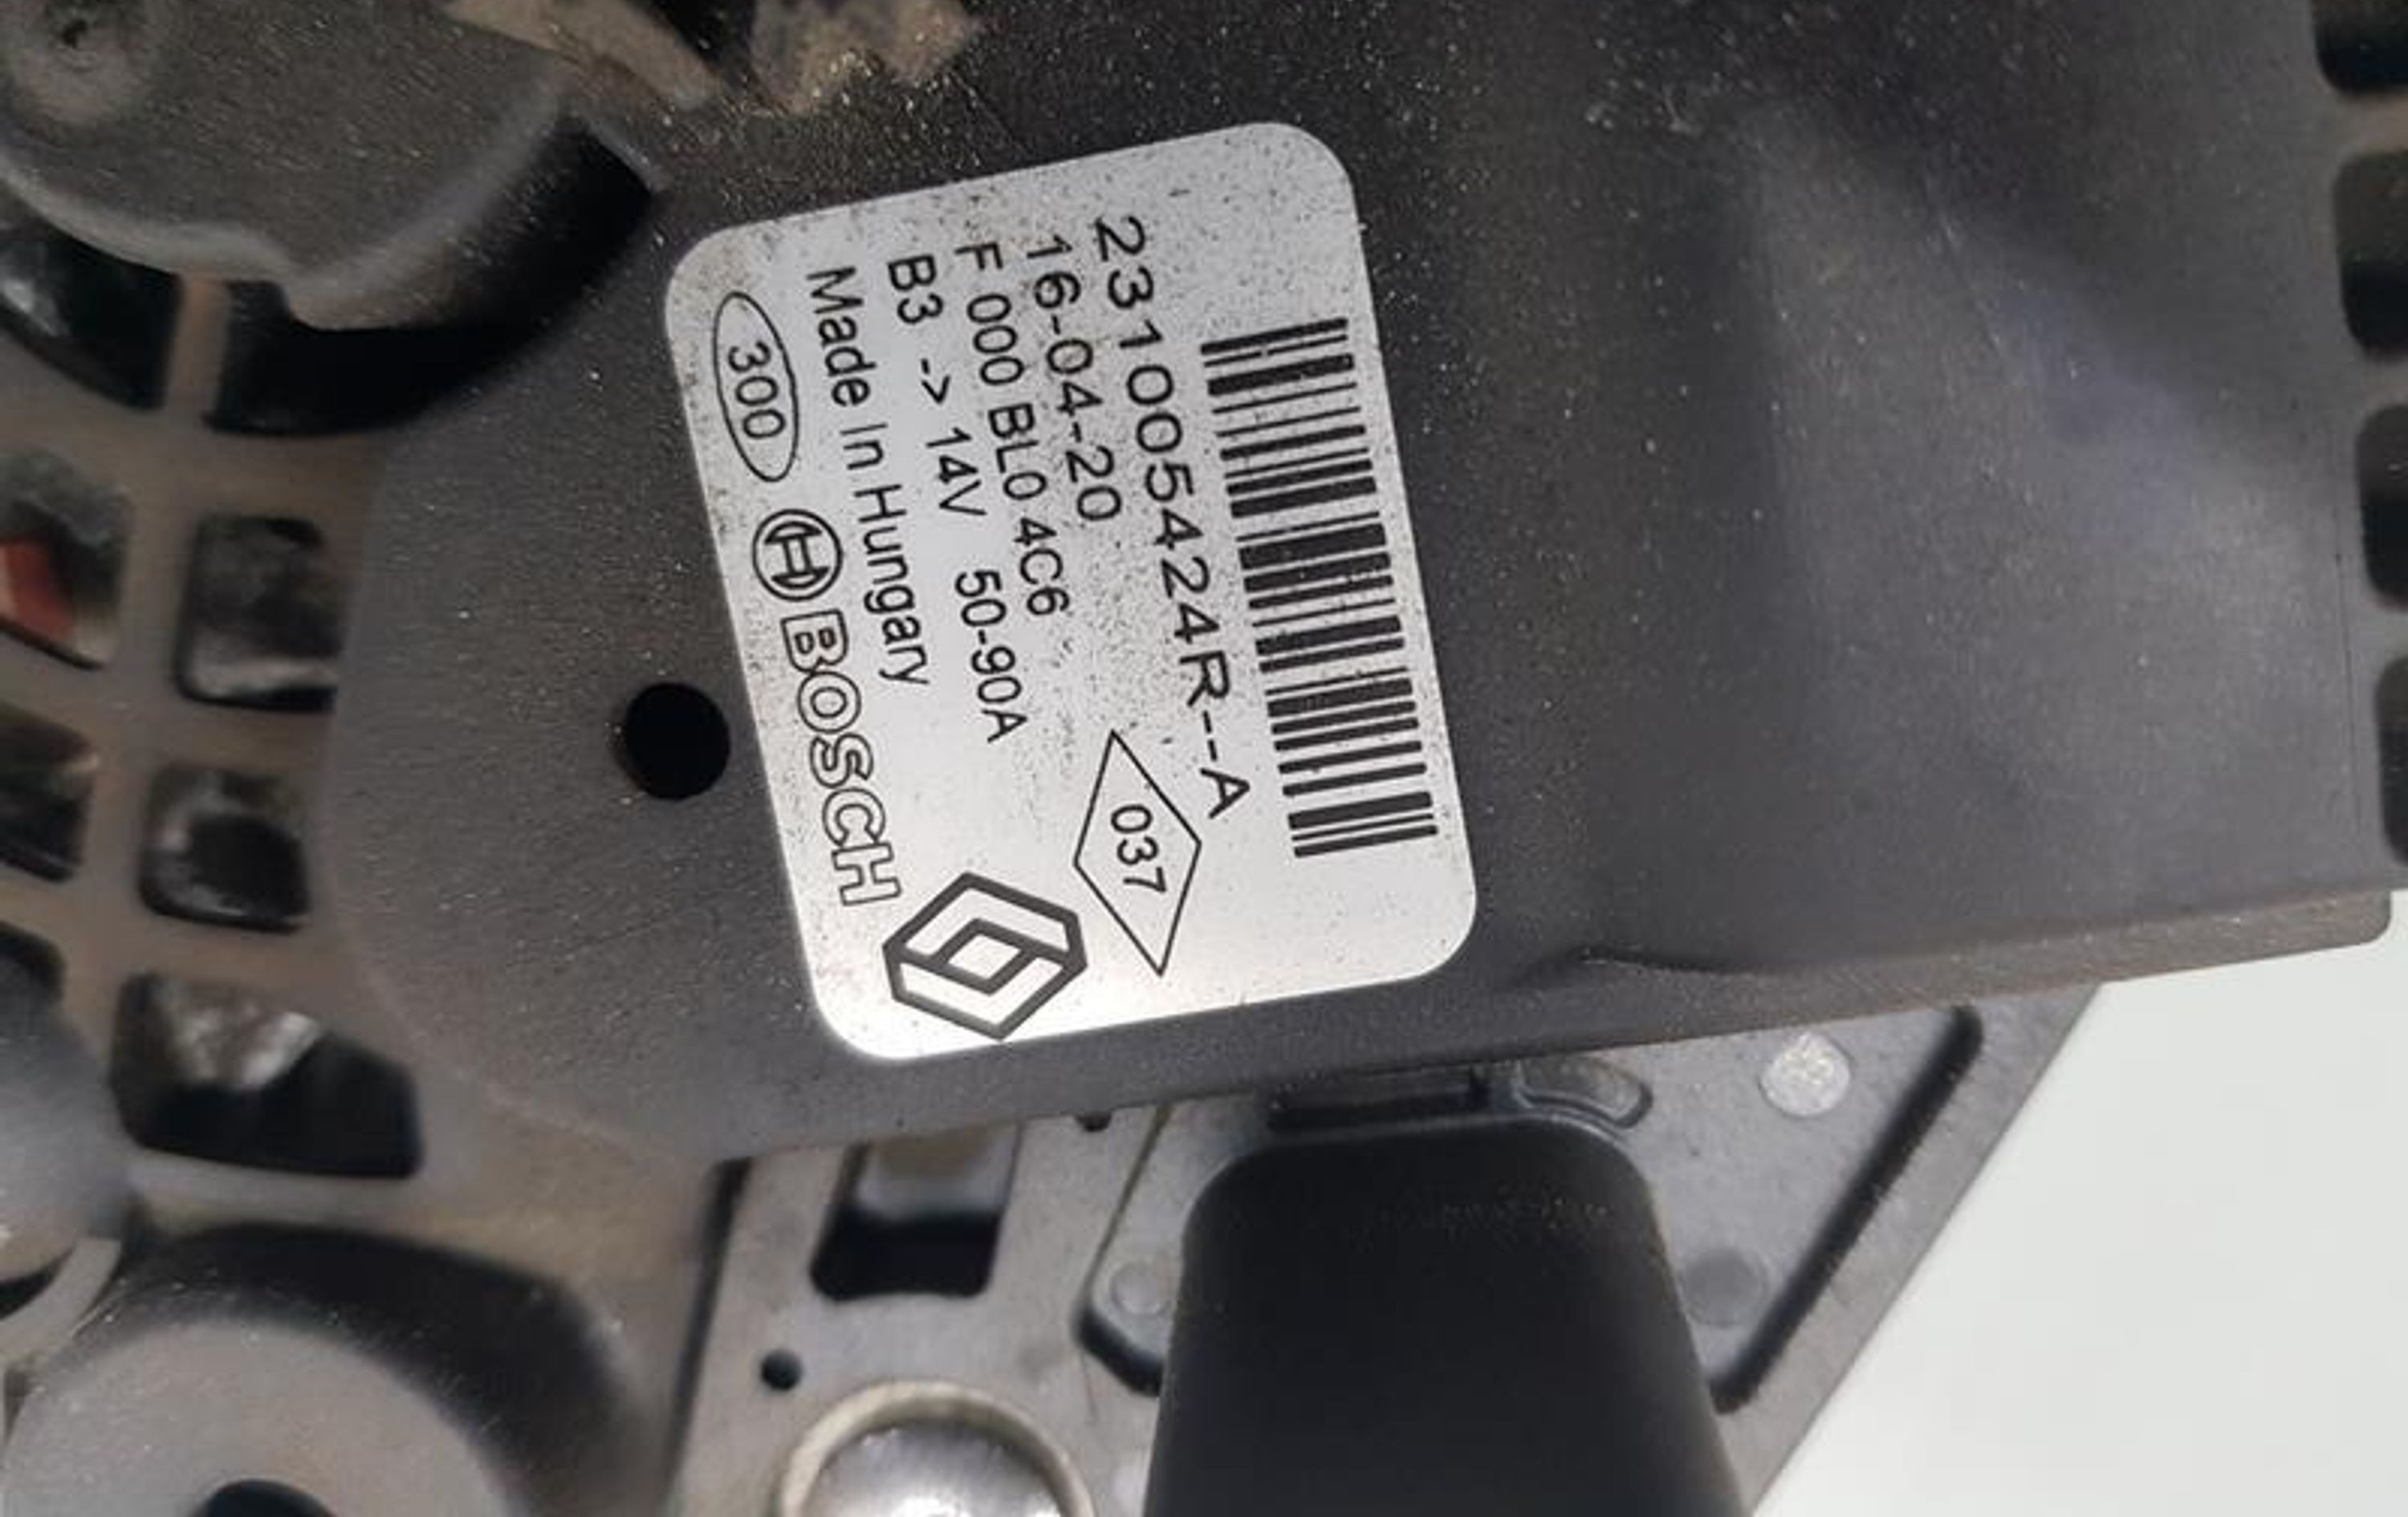 231005424R--A
16-04-20
F 000 BL0 4C6
B3 -> 14V 50-90A
037
Made In Hungary
300
BOSCH